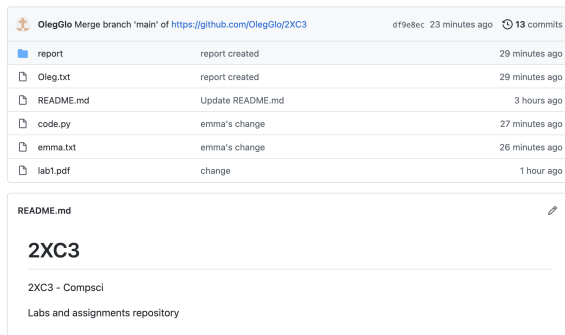 OlegGlo Merge branch 'main' of https://github.com/OlegGlo/2XC3 df9e8ec 23 minutes ago 13 commits
report report created 29 minutes ago
Oleg.txt report created 29 minutes ago
README.md Update README.md 3 hours ago
code.py emma's change 27 minutes ago
emma.txt emma's change 26 minutes ago
lab1.pdf change 1 hour ago
README.md
2XC3
2XC3 - Compsci
Labs and assignments repository